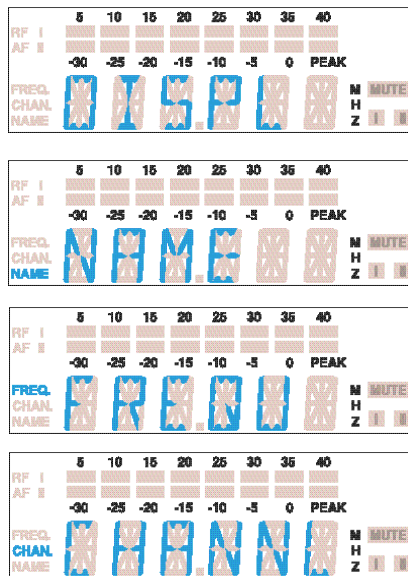 5 10 15 20 25 30 35 40
RF I
AF II
-30 -25 -20 -15 -10 -5 0 PEAK
FREQ. M MUTE
CHAN. DISPL H
NAME Z I II
5 10 15 20 25 30 35 40
RF I
AF II
-30 -25 -20 -15 -10 -5 0 PEAK
FREQ. M MUTE
CHAN. NAME H
NAME Z I II
5 10 15 20 25 30 35 40
RF I
AF II
-30 -25 -20 -15 -10 -5 0 PEAK
FREQ. M MUTE
CHAN. FREQU H
NAME Z I II
5 10 15 20 25 30 35 40
RF I
AF II
-30 -25 -20 -15 -10 -5 0 PEAK
FREQ. M MUTE
CHAN. CHANNL H
NAME Z I II